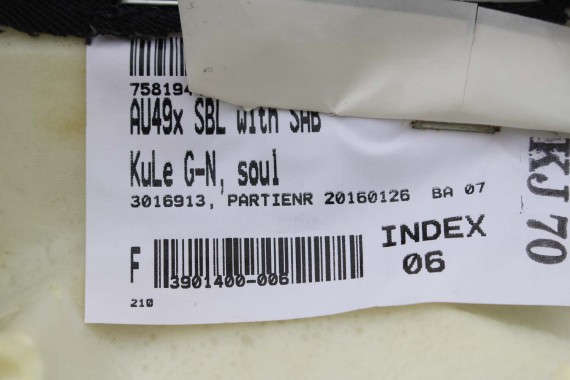 758194
AU49x SBL with SAB
KuLe G-N, soul
3016913, PARTIENR 20160126 BA 07
F 3901400-006
INDEX
06
210
KJ 70